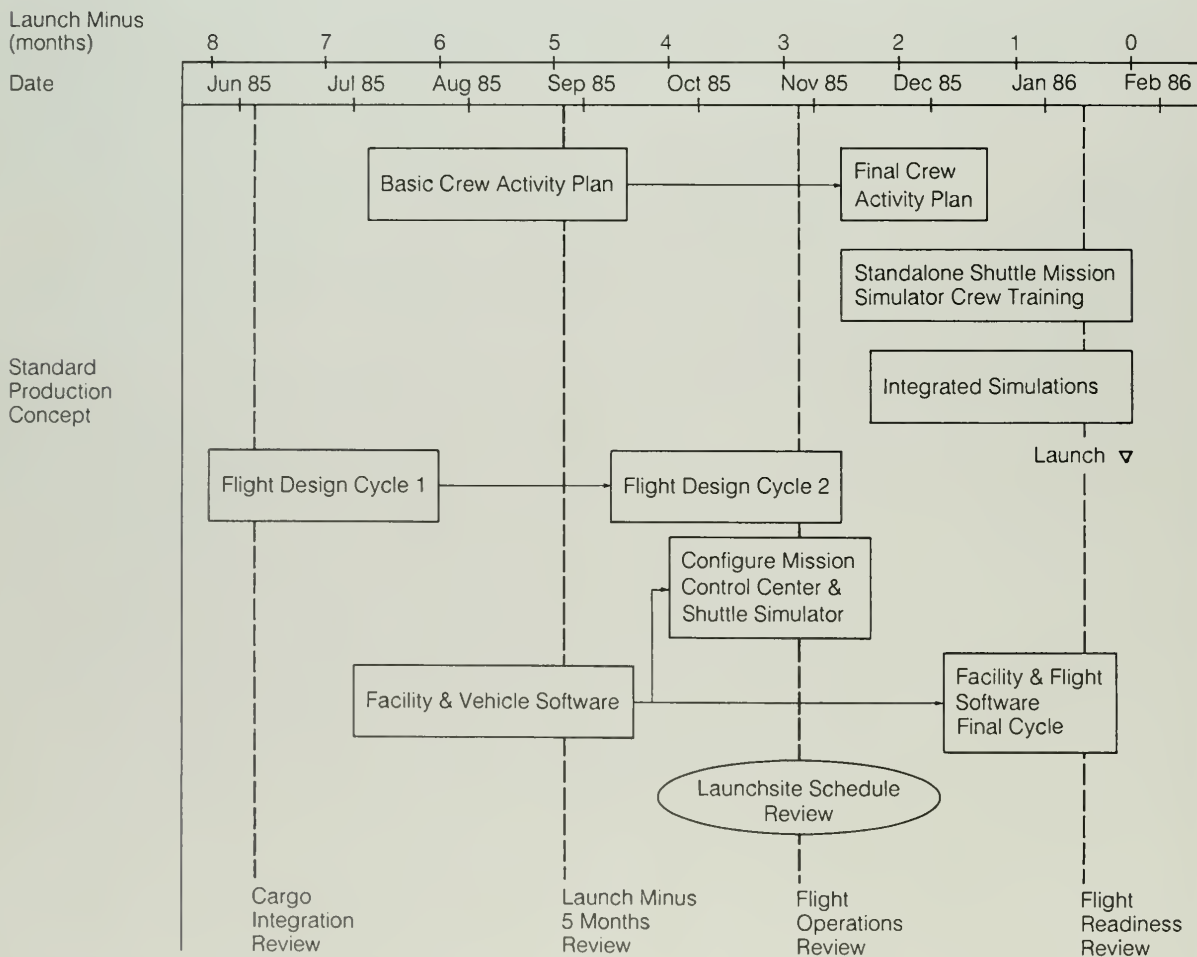 Launch Minus
(months)
8 7 6 5 4 3 2 1 0
Date
Jun 85 Jul 85 Aug 85 Sep 85 Oct 85 Nov 85 Dec 85 Jan 86 Feb 86
Basic Crew Activity Plan
Final Crew
Activity Plan
Standalone Shuttle Mission
Simulator Crew Training
Standard
Production
Concept
Integrated Simulations
Launch ▽
Flight Design Cycle 1
Flight Design Cycle 2
Configure Mission
Control Center &
Shuttle Simulator
Facility & Vehicle Software
Facility & Flight
Software
Final Cycle
Launchsite Schedule
Review
Cargo
Integration
Review
Launch Minus
5 Months
Review
Flight
Operations
Review
Flight
Readiness
Review